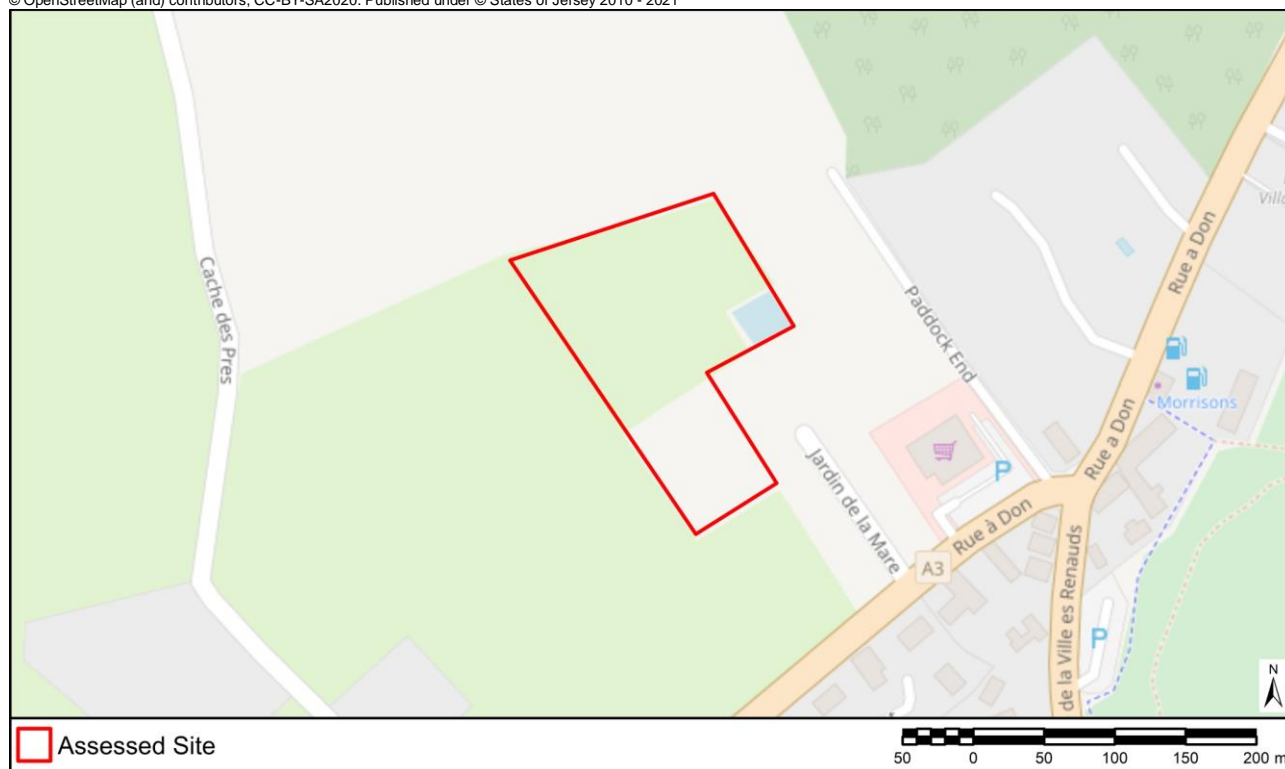 © OpenStreetMap (and) contributors, CC-BY-SA2020. Published under © States of Jersey 2010 - 2021
Cache des Pres
Paddock End
Rue a Don
Morrisons
Rue a Don
Jardin de la Mare
P
Rue à Don
A3
de la Ville es Renauds
P
N
Assessed Site
50 0 50 100 150 200 m